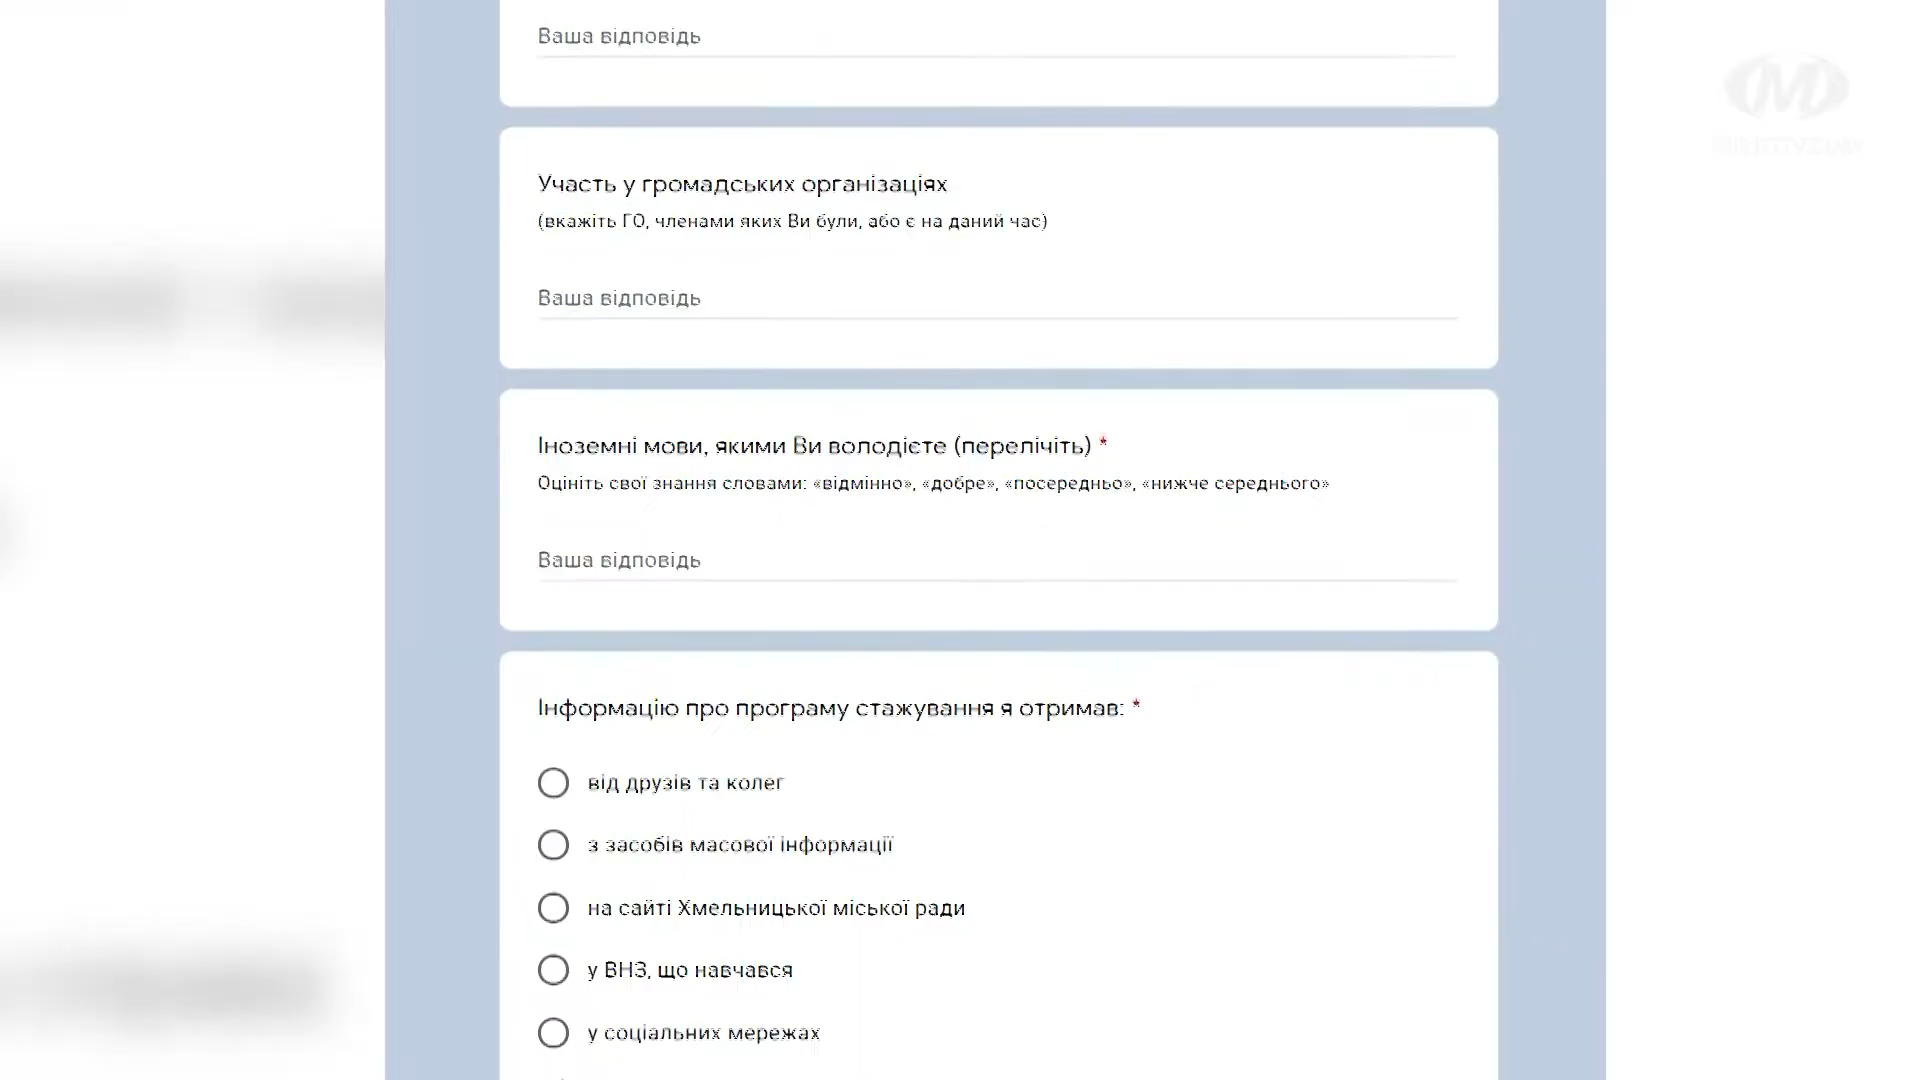 Ваша відповідь
Участь у громадських організаціях
(вкажіть ГО, членами яких Ви були, або є на даний час)
Ваша відповідь
Іноземні мови, якими Ви володієте (перелічіть) *
Оцініть свої знання словами: «відмінно», «добре», «посередньо», «нижче середнього»
Ваша відповідь
Інформацію про програму стажування я отримав: *
від друзів та колег
з засобів масової інформації
на сайті Хмельницької міської ради
у ВНЗ, що навчався
у соціальних мережах